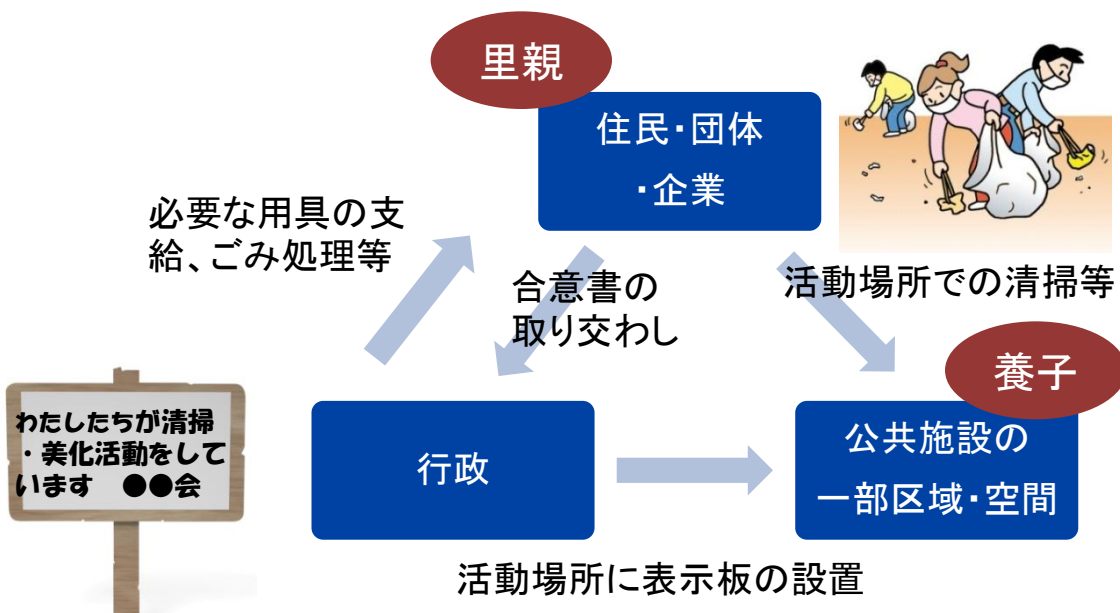 里親
住民・団体
・企業
必要な用具の支
給、ごみ処理等
合意書の
取り交わし
活動場所での清掃等
養子
わたしたちが清掃
・美化活動をして
います　●●会
行政
公共施設の
一部区域・空間
活動場所に表示板の設置